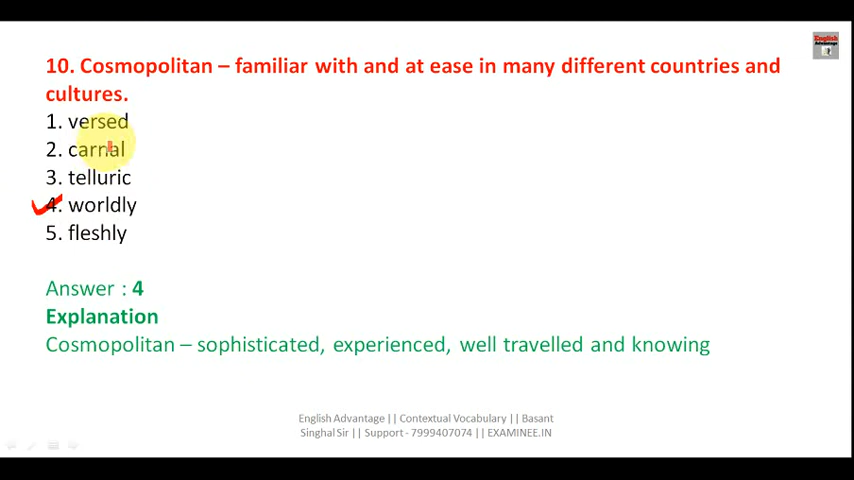 English
Advantage
10. Cosmopolitan – familiar with and at ease in many different countries and
cultures.
1. versed
2. carnal
3. telluric
4. worldly
5. fleshly
Answer : 4
Explanation
Cosmopolitan – sophisticated, experienced, well travelled and knowing
English Advantage || Contextual Vocabulary || Basant
Singhal Sir || Support - 7999407074 || EXAMINEE.IN